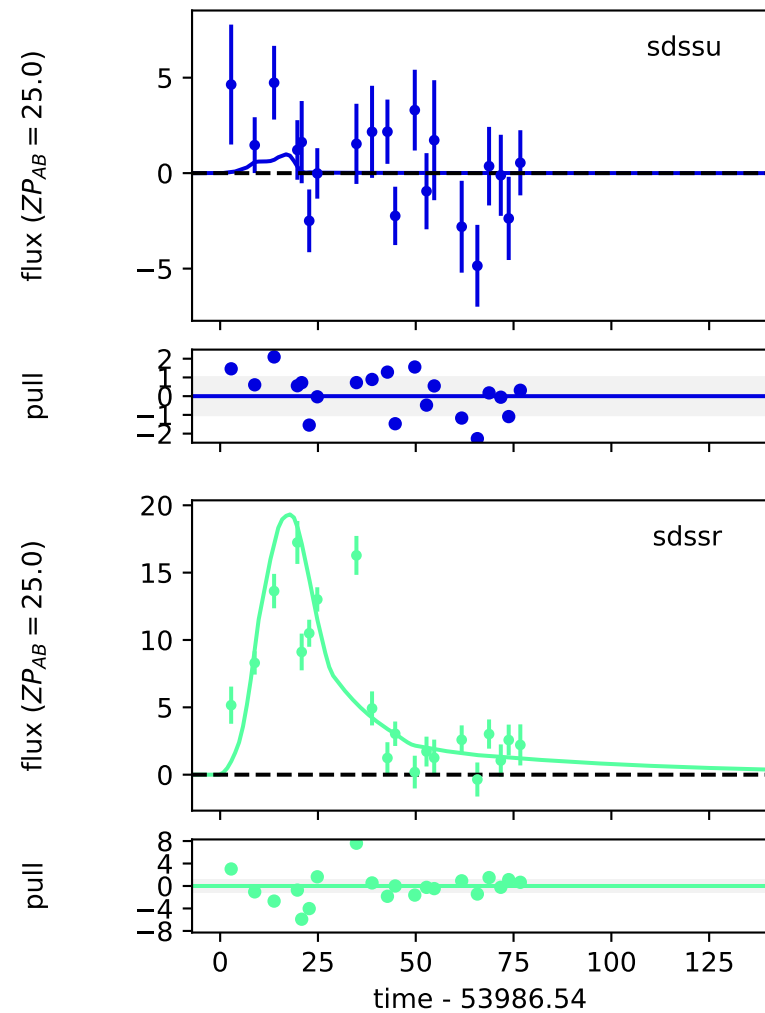 sdssu
flux (ZP_AB = 25.0)
5
0
−5
pull
2
1
0
−1
−2
sdssr
flux (ZP_AB = 25.0)
20
15
10
5
0
pull
8
4
0
−4
−8
0 25 50 75 100 125
time - 53986.54